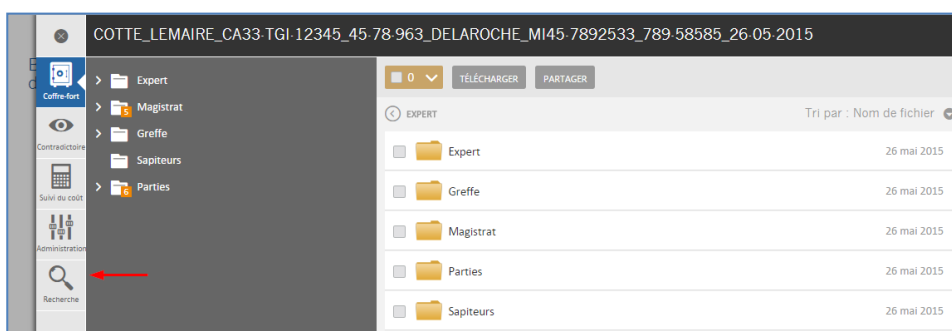 COTTE_LEMAIRE_CA33-TGI-12345_45-78-963_DELAROCHE_MI45-7892533_789-58585_26-05-2015
E
d
Coffre-fort
Contradictoire
Suivi du coût
Administration
Recherche
Expert
5 Magistrat
Greffe
Sapiteurs
6 Parties
0 TÉLÉCHARGER PARTAGER
EXPERT Tri par : Nom de fichier
Expert 26 mai 2015
Greffe 26 mai 2015
Magistrat 26 mai 2015
Parties 26 mai 2015
Sapiteurs 26 mai 2015